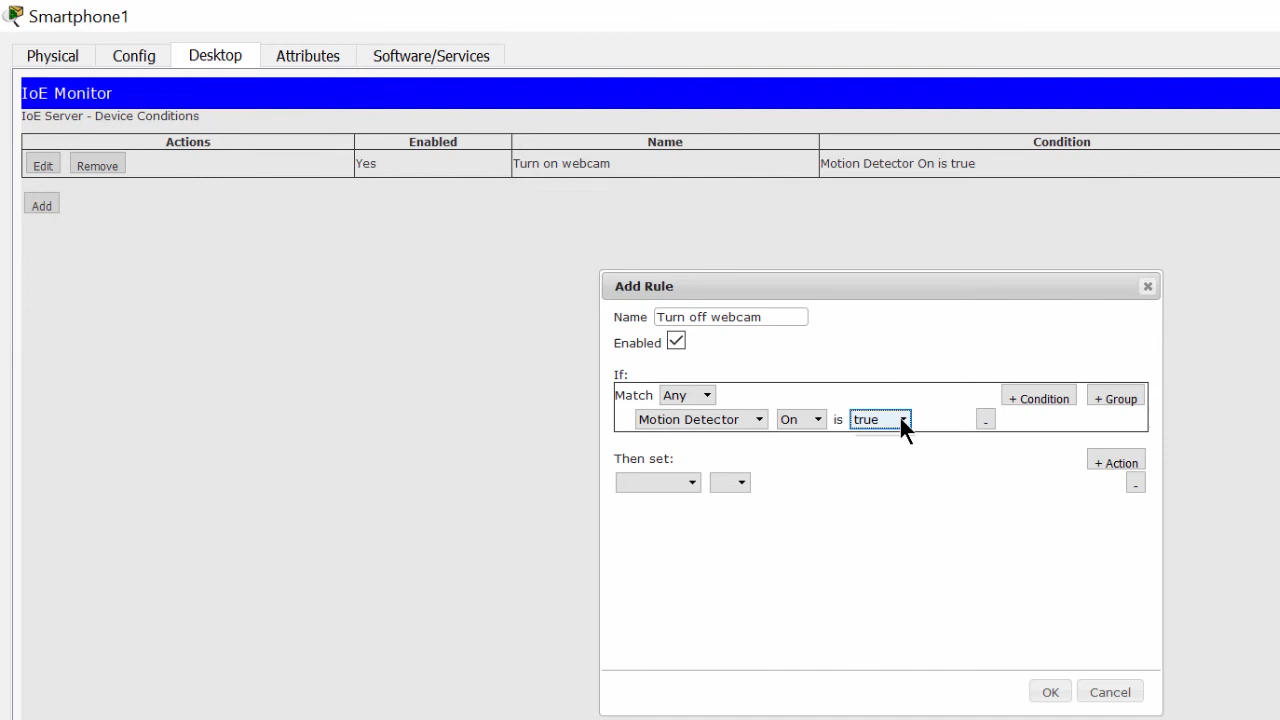 Smartphone1
Physical Config Desktop Attributes Software/Services
IoE Monitor
IoE Server - Device Conditions
Actions Enabled Name Condition
Edit Remove Yes Turn on webcam Motion Detector On is true
Add
Add Rule
Name Turn off webcam
Enabled
If:
Match Any + Condition + Group
Motion Detector On is true -
Then set: + Action
-
OK Cancel